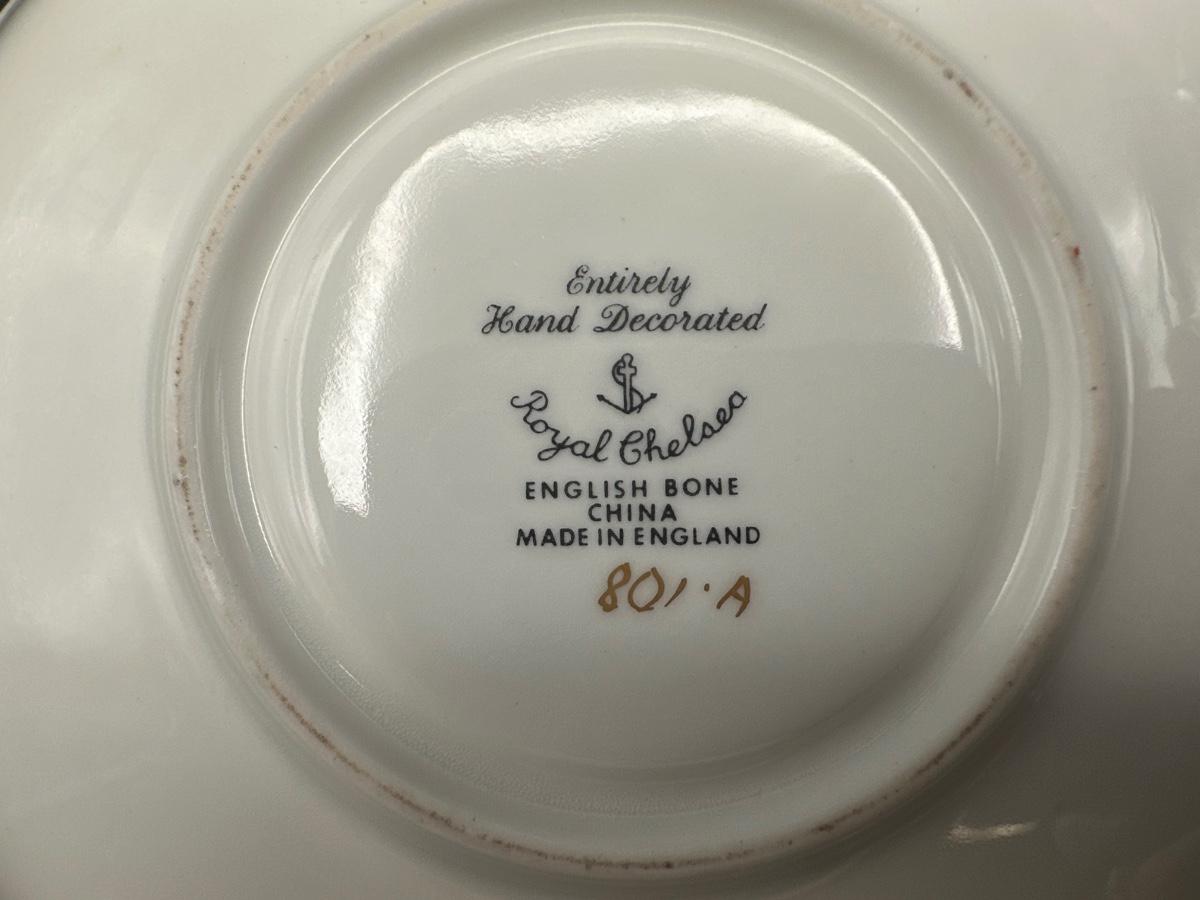 Entirely
Hand Decorated
Royal Chelsea
ENGLISH BONE
CHINA
MADE IN ENGLAND
801·A